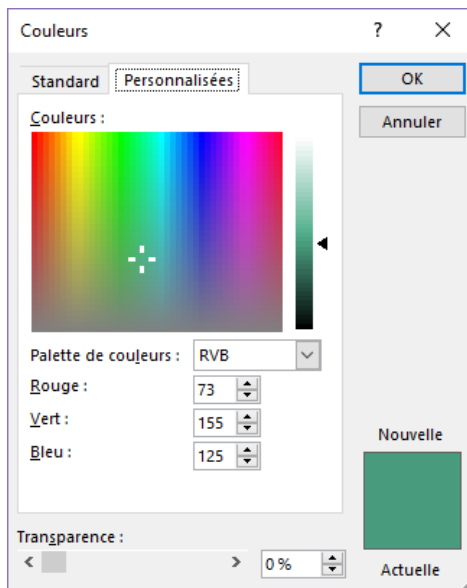 Couleurs ?
Standard Personnalisées OK
Couleurs : Annuler
Palette de couleurs : RVB
Rouge : 73
Vert : 155
Bleu : 125
Nouvelle
Transparence :
0 %
Actuelle